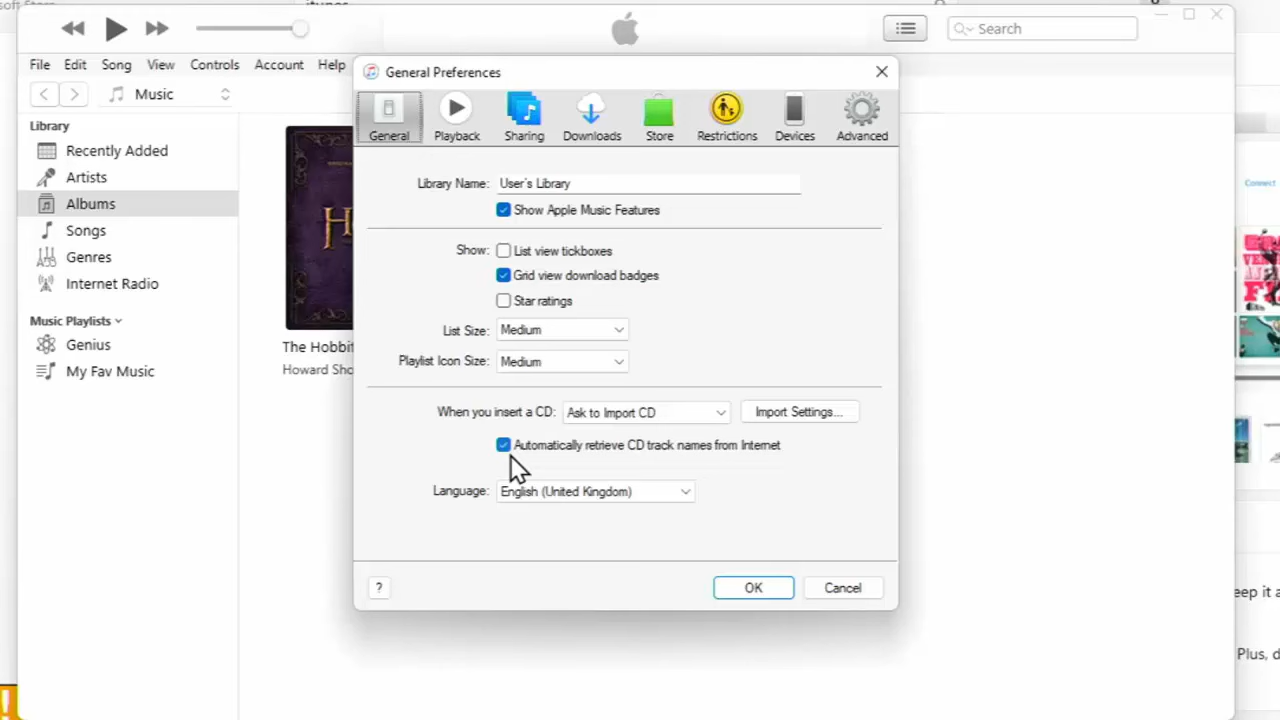 Search
File Edit Song View Controls Account Help
General Preferences
Music
General Playback Sharing Downloads Store Restrictions Devices Advanced
Library
Recently Added
Artists
Albums
Songs
Genres
Internet Radio
Music Playlists
Genius
My Fav Music
The Hobbit
Howard Sho
Library Name: User's Library
Show Apple Music Features
Show: List view tickboxes
Grid view download badges
Star ratings
List Size: Medium
Playlist Icon Size: Medium
When you insert a CD: Ask to Import CD Import Settings...
Automatically retrieve CD track names from Internet
Language: English (United Kingdom)
? OK Cancel
Connect
eep it a
Plus, d